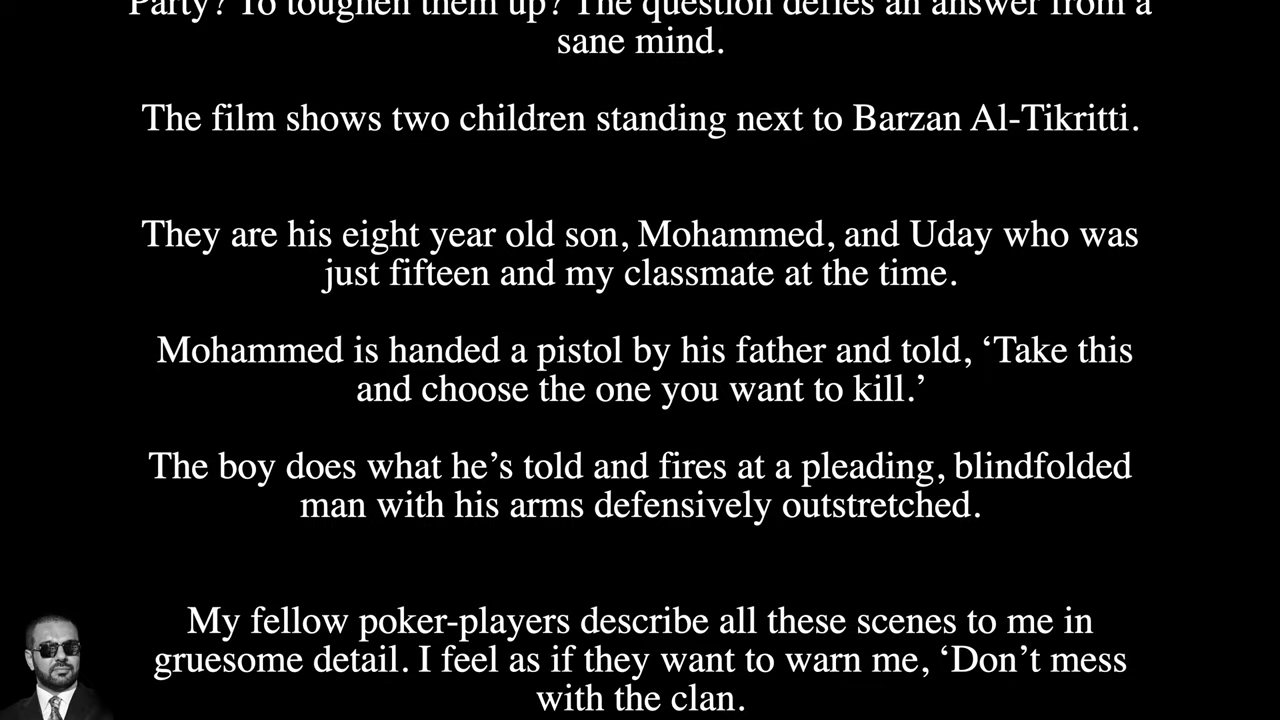 Party? To toughen them up? The question defies an answer from a
sane mind.
The film shows two children standing next to Barzan Al-Tikritti.
They are his eight year old son, Mohammed, and Uday who was
just fifteen and my classmate at the time.
Mohammed is handed a pistol by his father and told, ‘Take this
and choose the one you want to kill.’
The boy does what he’s told and fires at a pleading, blindfolded
man with his arms defensively outstretched.
My fellow poker-players describe all these scenes to me in
gruesome detail. I feel as if they want to warn me, ‘Don’t mess
with the clan.